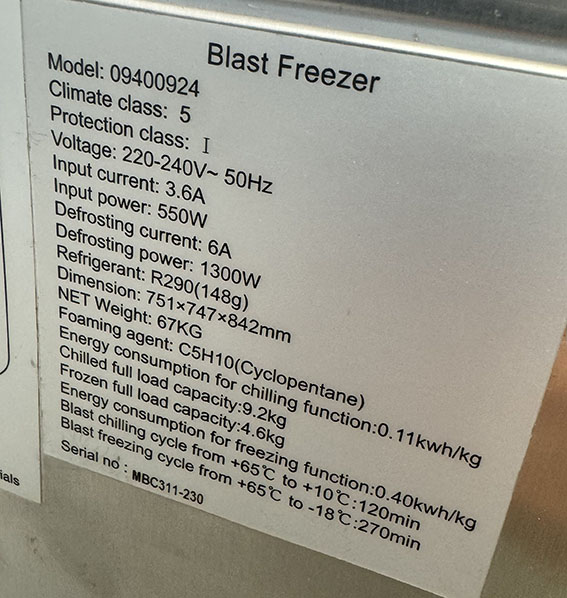 Blast Freezer
Model: 09400924
Climate class: 5
Protection class: I
Voltage: 220-240V~ 50Hz
Input current: 3.6A
Input power: 550W
Defrosting current: 6A
Defrosting power: 1300W
Refrigerant: R290(148g)
Dimension: 751×747×842mm
NET Weight: 67KG
Foaming agent: C5H10(Cyclopentane)
Energy consumption for chilling function:0.11kwh/kg
Chilled full load capacity:9.2kg
Frozen full load capacity:4.6kg
Energy consumption for freezing function:0.40kwh/kg
Blast chilling cycle from +65℃ to +10℃:120min
Blast freezing cycle from +65℃ to -18℃:270min
Serial no : MBC311-230
ials